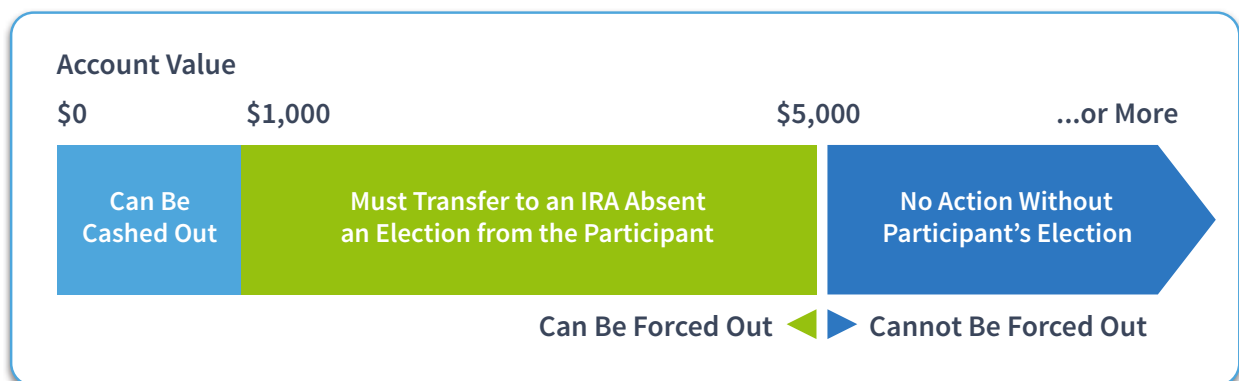 Account Value
$0 $1,000 $5,000 ...or More
Can Be
Cashed Out
Must Transfer to an IRA Absent
an Election from the Participant
No Action Without
Participant’s Election
Can Be Forced Out Cannot Be Forced Out